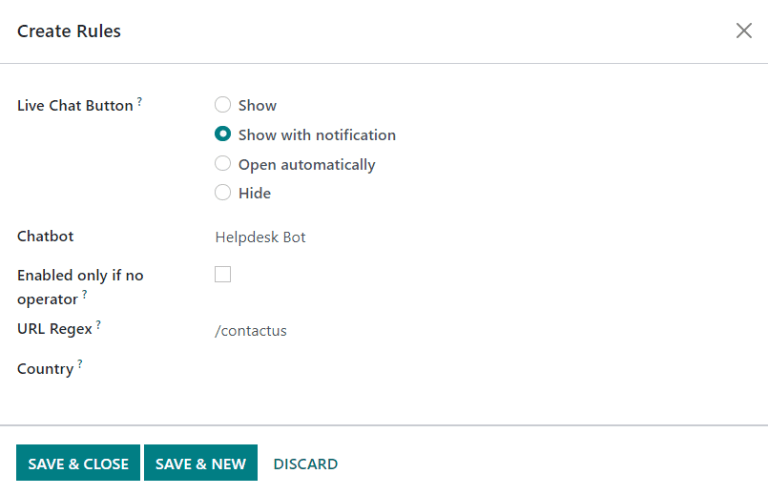 Create Rules
Live Chat Button ?
Show
Show with notification
Open automatically
Hide
Chatbot
Helpdesk Bot
Enabled only if no
operator ?
URL Regex ?
/contactus
Country ?
SAVE & CLOSE
SAVE & NEW
DISCARD